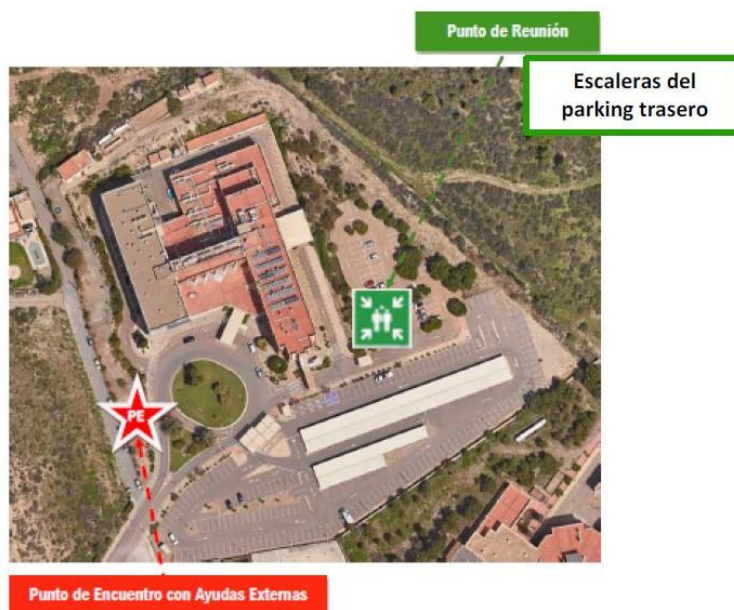 Punto de Reunión
Escaleras del
parking trasero
PE
Punto de Encuentro con Ayudas Externas